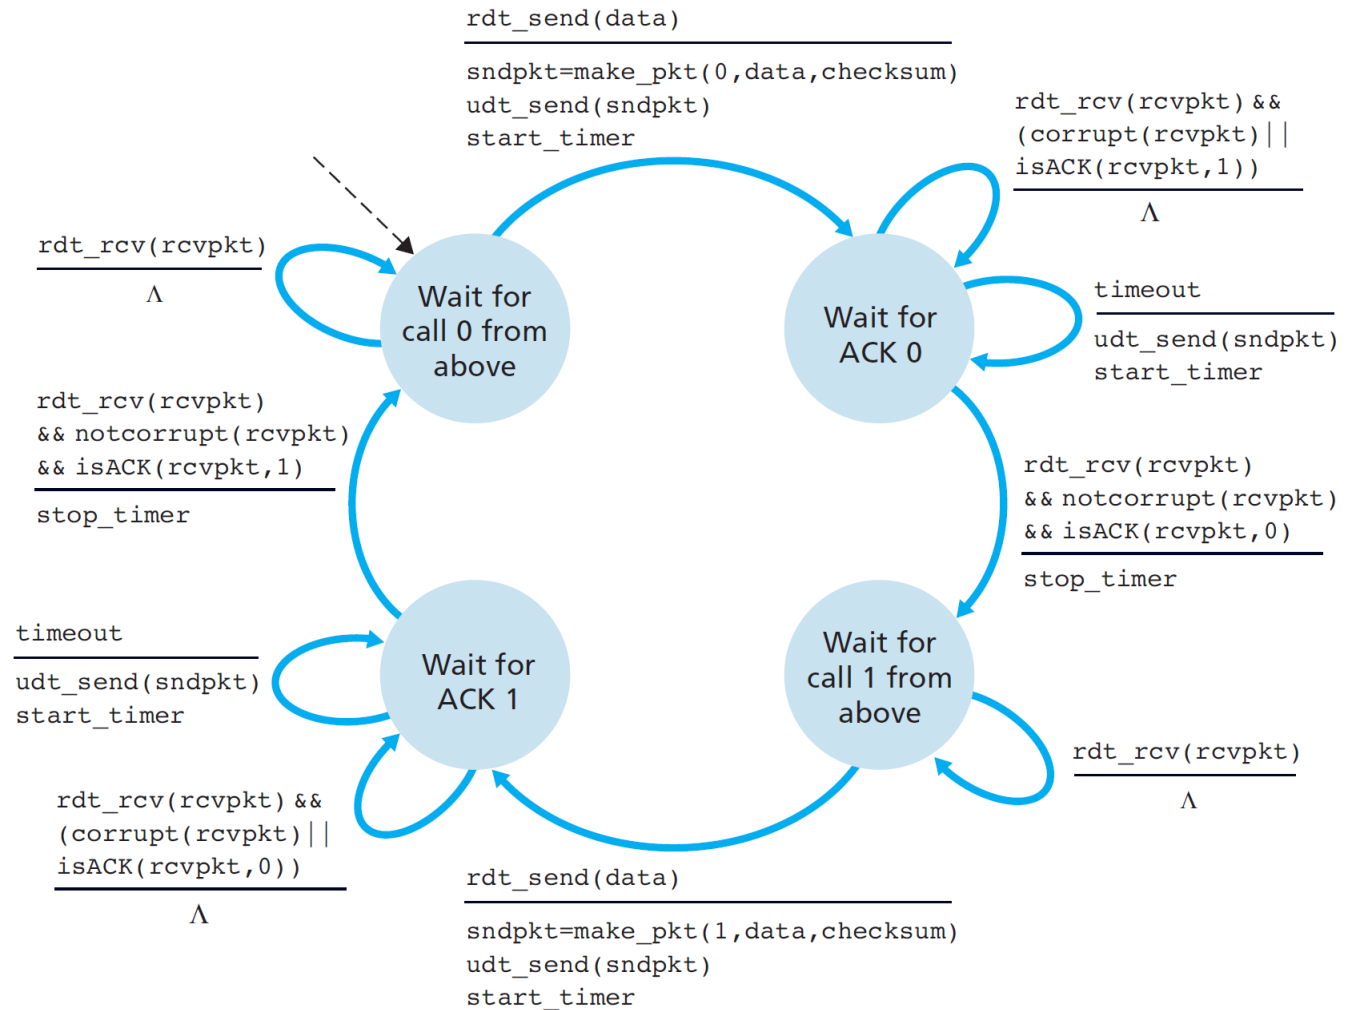 rdt_send(data)
sndpkt=make_pkt(0,data,checksum)
udt_send(sndpkt)
start_timer
rdt_rcv(rcvpkt) &&
(corrupt(rcvpkt)||
isACK(rcvpkt,1))
Λ
rdt_rcv(rcvpkt)
Λ
Wait for
call 0 from
above
Wait for
ACK 0
timeout
udt_send(sndpkt)
start_timer
rdt_rcv(rcvpkt)
&& notcorrupt(rcvpkt)
&& isACK(rcvpkt,1)
stop_timer
rdt_rcv(rcvpkt)
&& notcorrupt(rcvpkt)
&& isACK(rcvpkt,0)
stop_timer
timeout
udt_send(sndpkt)
start_timer
Wait for
ACK 1
Wait for
call 1 from
above
rdt_rcv(rcvpkt)
Λ
rdt_rcv(rcvpkt) &&
(corrupt(rcvpkt)||
isACK(rcvpkt,0))
Λ
rdt_send(data)
sndpkt=make_pkt(1,data,checksum)
udt_send(sndpkt)
start_timer